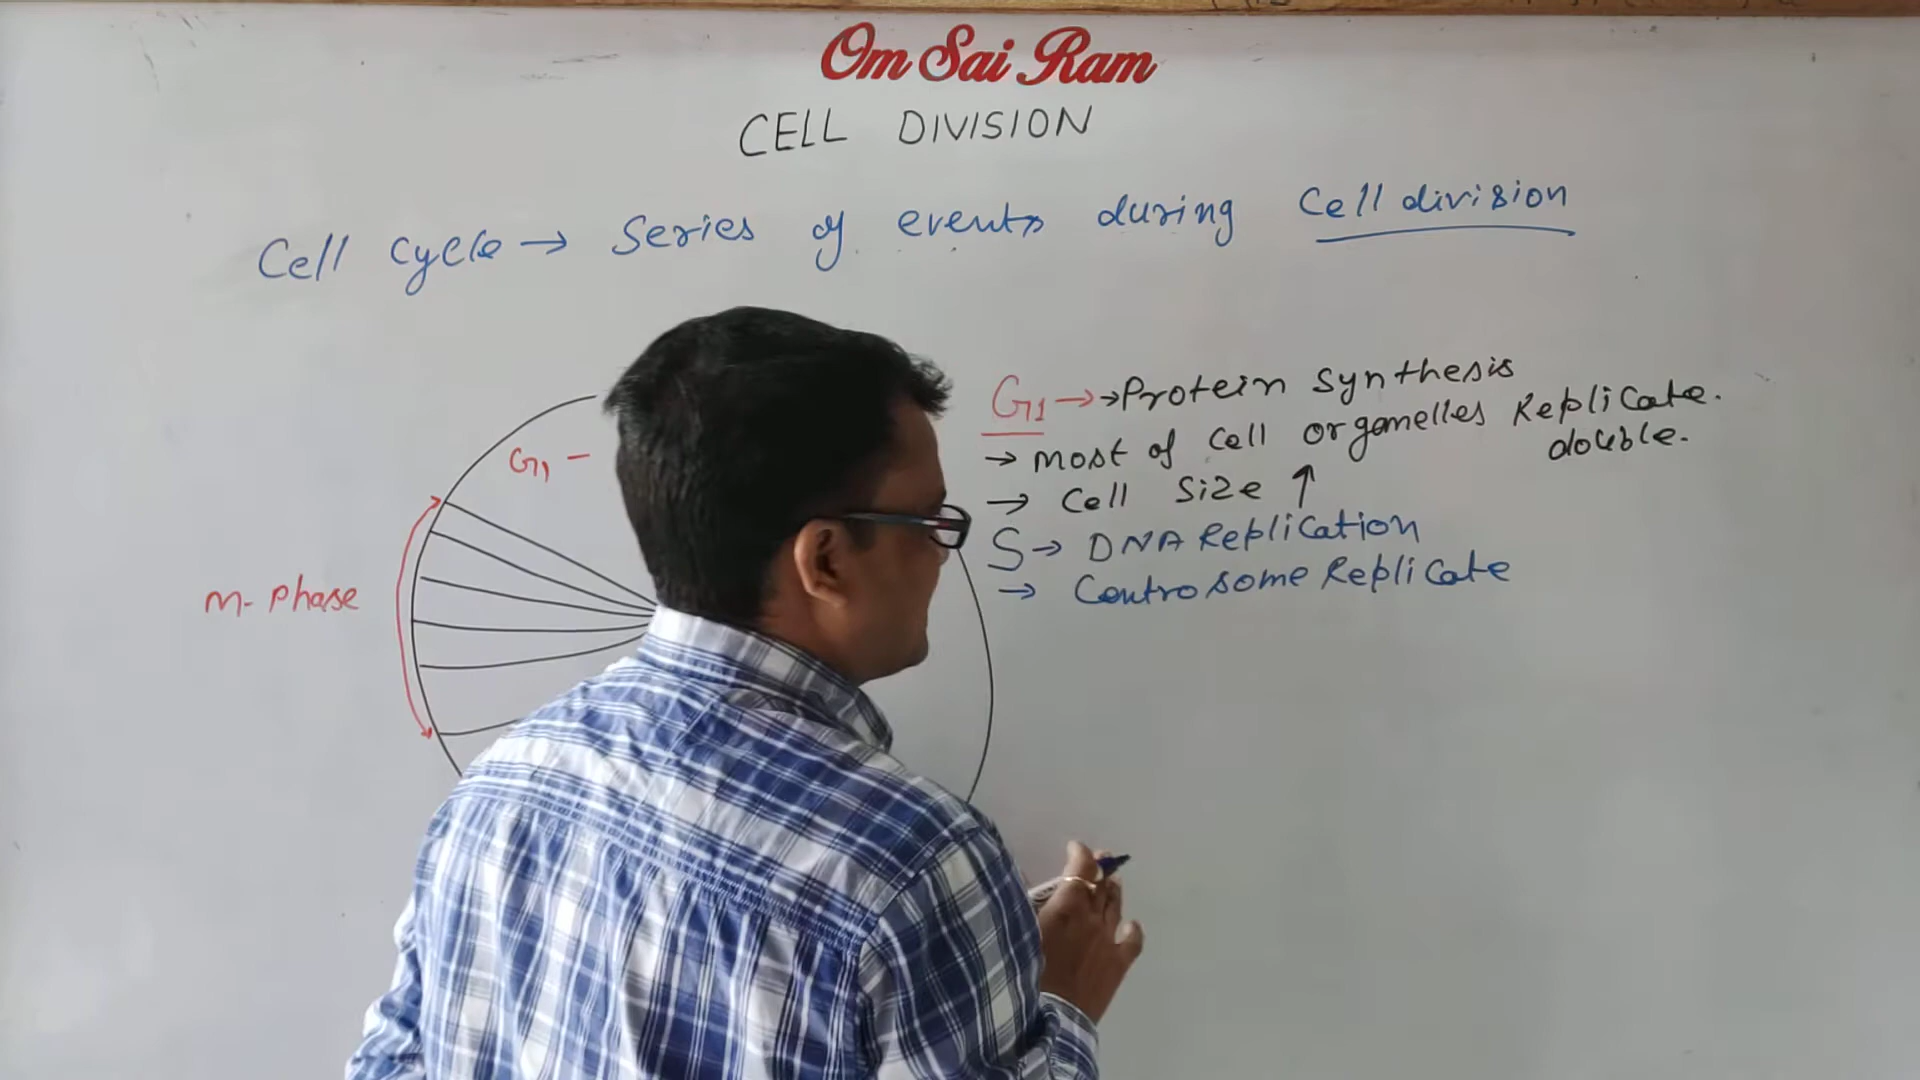 Om Sai Ram
CELL DIVISION
Cell cycle → Series of events during Cell division
G1 → → Protein synthesis
→ most of cell organelles Replicate.
double.
→ Cell Size ↑
S → DNA Replication
→ Centrosome Replicate
G1 -
M- Phase